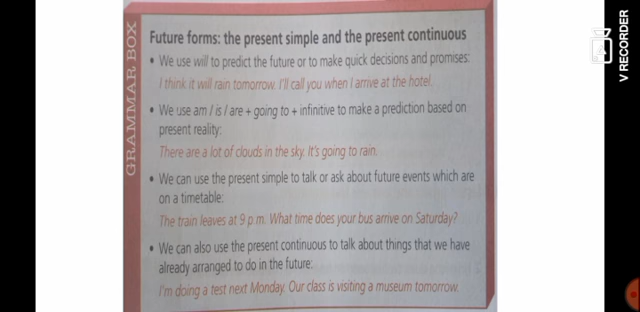 GRAMMAR BOX
Future forms: the present simple and the present continuous
• We use will to predict the future or to make quick decisions and promises:
I think it will rain tomorrow. I'll call you when I arrive at the hotel.
• We use am / is / are + going to + infinitive to make a prediction based on
present reality:
There are a lot of clouds in the sky. It's going to rain.
• We can use the present simple to talk or ask about future events which are
on a timetable:
The train leaves at 9 p.m. What time does your bus arrive on Saturday?
• We can also use the present continuous to talk about things that we have
already arranged to do in the future:
I'm doing a test next Monday. Our class is visiting a museum tomorrow.
V RECORDER